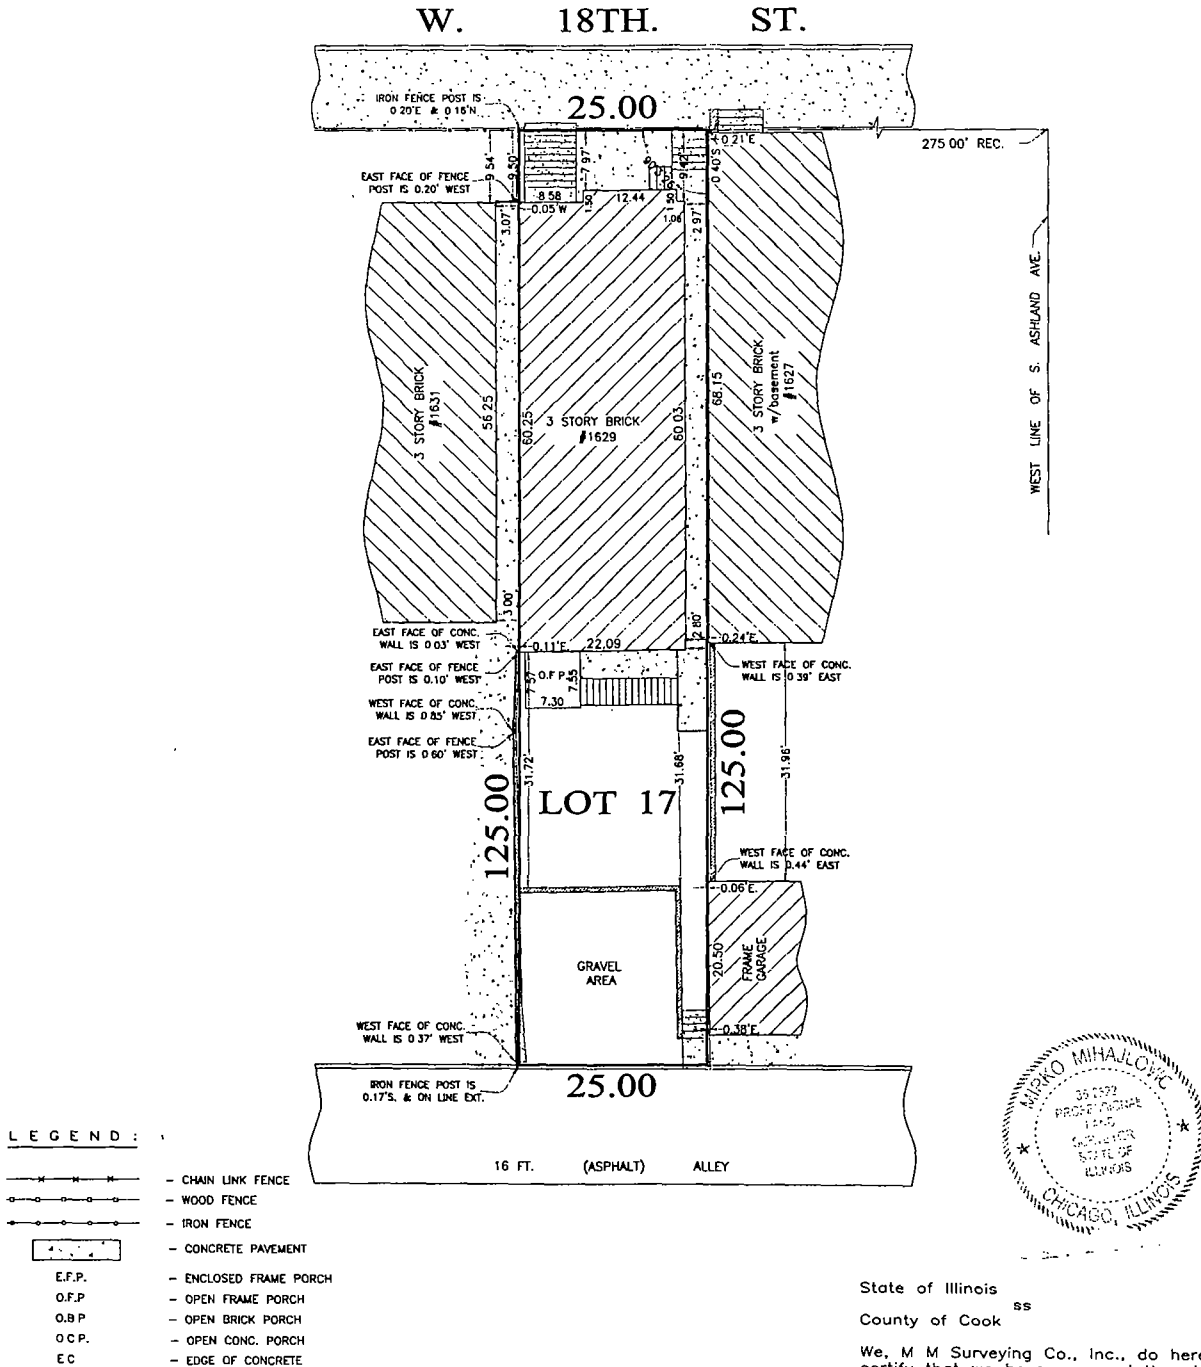 W. 18TH. ST.
IRON FENCE POST IS
0 20'E & 0 16'N
25.00
0.21'E
275 00' REC.
9 54'
9.50'
7.97'
9.42'
0 40'S
EAST FACE OF FENCE
POST IS 0.20' WEST
8 58
0.05'W
1.50
12.44
1 50
1.06
3.07'
2 97'
WEST LINE OF S. ASHLAND AVE.
3 STORY BRICK
#1631
56 25
60.25
3 STORY BRICK
#1629
60 03
68.15
3 STORY BRICK
w/basement
#1627
3 00'
2 80'
EAST FACE OF CONC.
WALL IS 0 03' WEST
0.11'E.
22.09
0.24'E.
EAST FACE OF FENCE
POST IS 0.10' WEST
7.57
O.F P.
7.55
7.30
WEST FACE OF CONC.
WALL IS 0 39' EAST
WEST FACE OF CONC.
WALL IS 0 85' WEST
EAST FACE OF FENCE
POST IS 0 60' WEST
31.72'
31.68'
31.96'
125.00
LOT 17
125.00
WEST FACE OF CONC.
WALL IS 0.44' EAST
0.06'E.
GRAVEL
AREA
20.50
FRAME
GARAGE
WEST FACE OF CONC.
WALL IS 0 37' WEST
0.38'E.
IRON FENCE POST IS
0.17'S. & ON LINE EXT.
25.00
16 FT. (ASPHALT) ALLEY
MIRKO MIHAJLOVIC
PROFESSIONAL
LAND
SURVEYOR
STATE OF
ILLINOIS
CHICAGO, ILLINOIS
LEGEND:
- CHAIN LINK FENCE
- WOOD FENCE
- IRON FENCE
- CONCRETE PAVEMENT
E.F.P. - ENCLOSED FRAME PORCH
O.F.P - OPEN FRAME PORCH
O.B P - OPEN BRICK PORCH
O C P. - OPEN CONC. PORCH
E C - EDGE OF CONCRETE
State of Illinois
ss
County of Cook
We, M M Surveying Co., Inc., do here